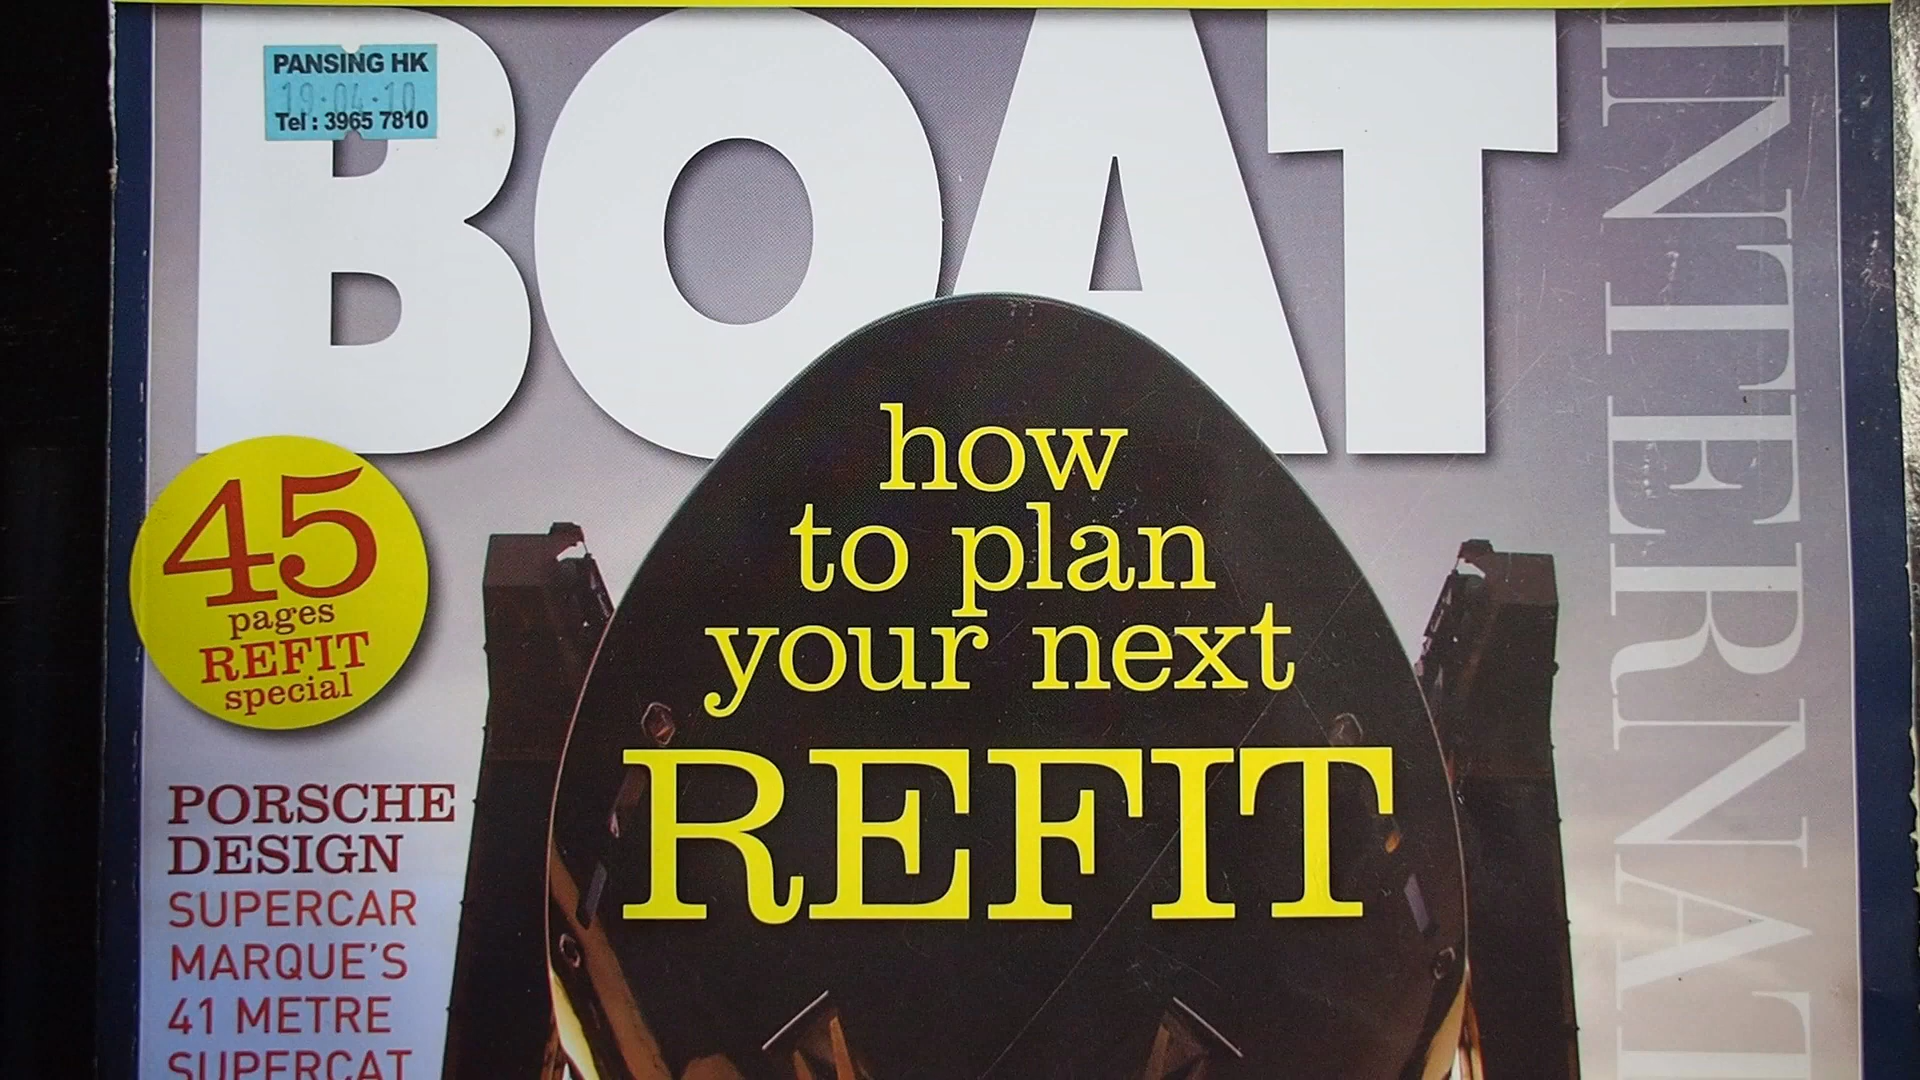 BOAT
INTERNAT
PANSING HK
19·04·10
Tel : 3965 7810
how
to plan
your next
REFIT
45
pages
REFIT
special
PORSCHE
DESIGN
SUPERCAR
MARQUE'S
41 METRE
SUPERCAT